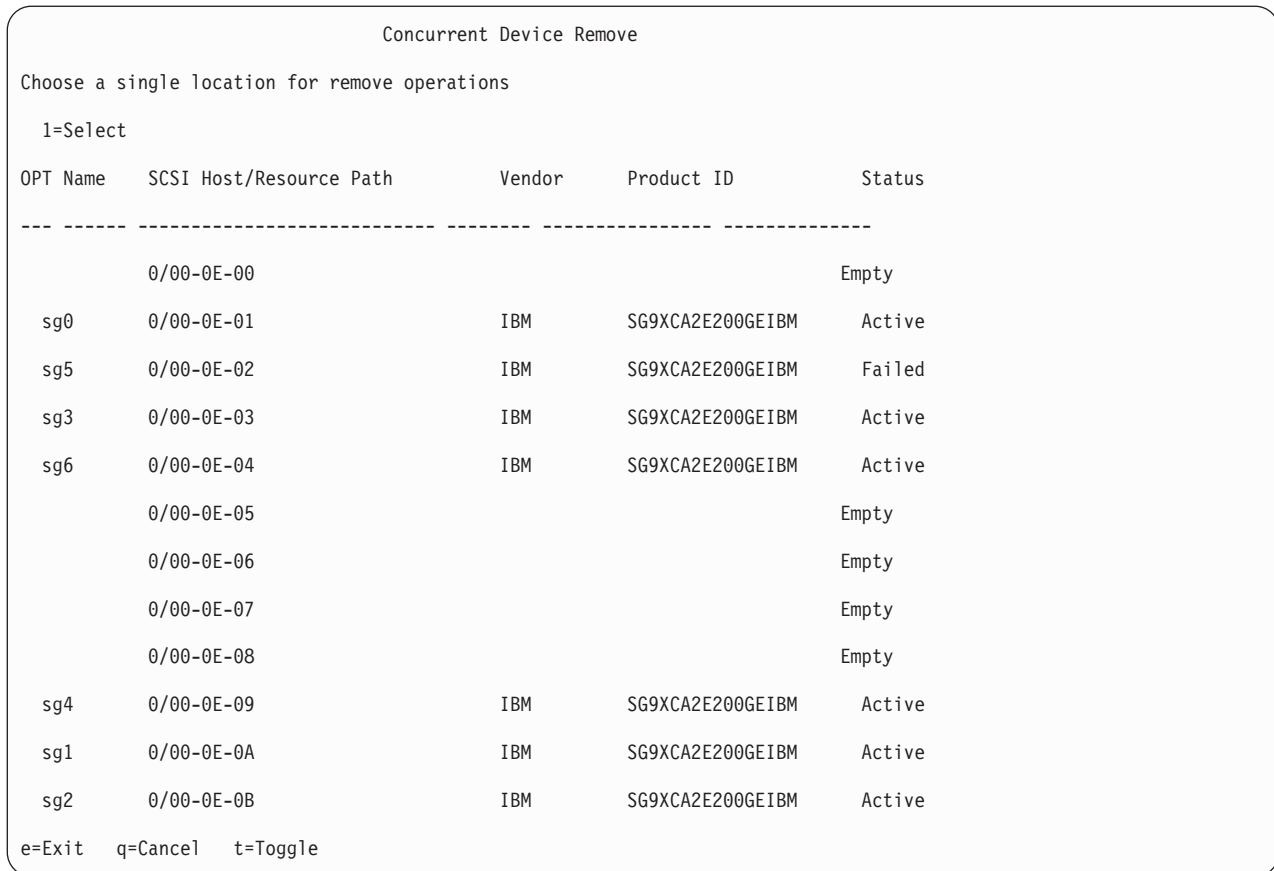 Concurrent Device Remove
Choose a single location for remove operations
1=Select
OPT Name SCSI Host/Resource Path Vendor Product ID Status
--- ------ ---------------------------- -------- ---------------- --------------
0/00-0E-00 Empty
sg0 0/00-0E-01 IBM SG9XCA2E200GEIBM Active
sg5 0/00-0E-02 IBM SG9XCA2E200GEIBM Failed
sg3 0/00-0E-03 IBM SG9XCA2E200GEIBM Active
sg6 0/00-0E-04 IBM SG9XCA2E200GEIBM Active
0/00-0E-05 Empty
0/00-0E-06 Empty
0/00-0E-07 Empty
0/00-0E-08 Empty
sg4 0/00-0E-09 IBM SG9XCA2E200GEIBM Active
sg1 0/00-0E-0A IBM SG9XCA2E200GEIBM Active
sg2 0/00-0E-0B IBM SG9XCA2E200GEIBM Active
e=Exit q=Cancel t=Toggle